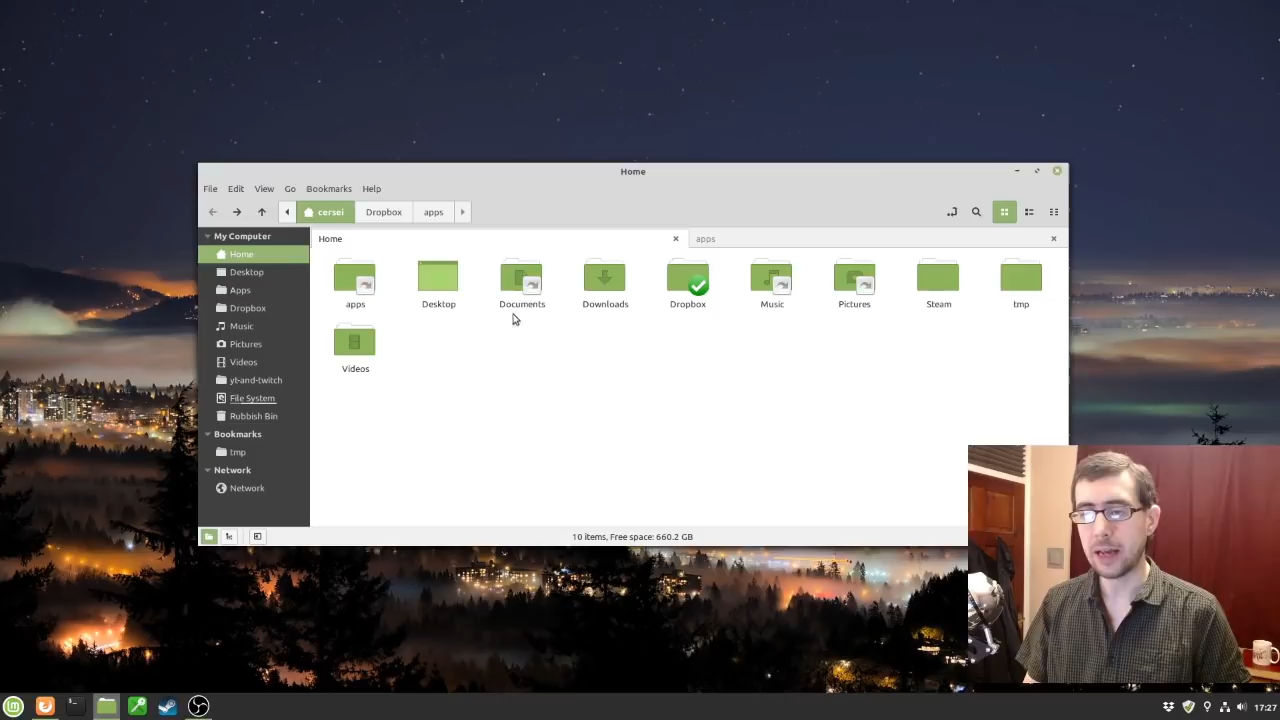 Home
File Edit View Go Bookmarks Help
cersei Dropbox apps
My Computer
Home
Desktop
Apps
Dropbox
Music
Pictures
Videos
yt-and-twitch
File System
Rubbish Bin
Bookmarks
tmp
Network
Network
Home apps
apps Desktop Documents Downloads Dropbox Music Pictures Steam tmp
Videos
10 items, Free space: 660.2 GB
17:27